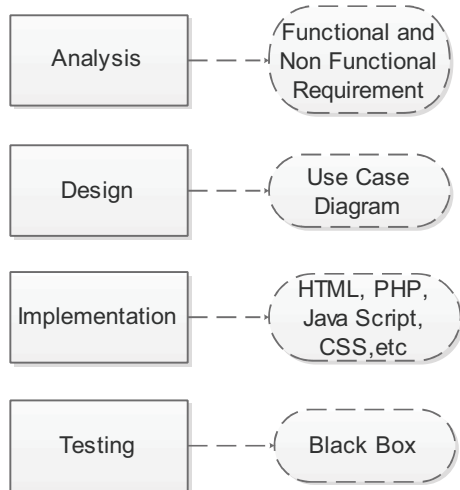 Analysis
Functional and
Non Functional
Requirement
Design
Use Case
Diagram
Implementation
HTML, PHP,
Java Script,
CSS,etc
Testing
Black Box